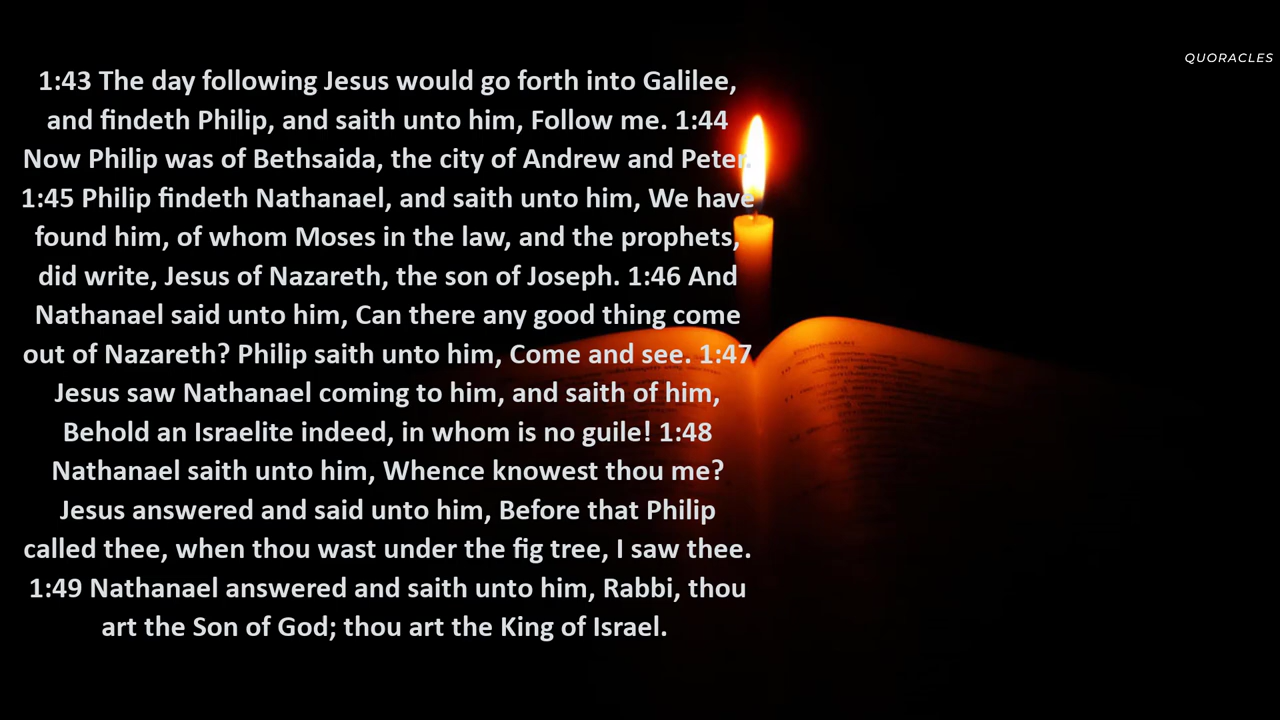 QUORACLES
1:43 The day following Jesus would go forth into Galilee,
and findeth Philip, and saith unto him, Follow me. 1:44
Now Philip was of Bethsaida, the city of Andrew and Peter.
1:45 Philip findeth Nathanael, and saith unto him, We have
found him, of whom Moses in the law, and the prophets,
did write, Jesus of Nazareth, the son of Joseph. 1:46 And
Nathanael said unto him, Can there any good thing come
out of Nazareth? Philip saith unto him, Come and see. 1:47
Jesus saw Nathanael coming to him, and saith of him,
Behold an Israelite indeed, in whom is no guile! 1:48
Nathanael saith unto him, Whence knowest thou me?
Jesus answered and said unto him, Before that Philip
called thee, when thou wast under the fig tree, I saw thee.
1:49 Nathanael answered and saith unto him, Rabbi, thou
art the Son of God; thou art the King of Israel.